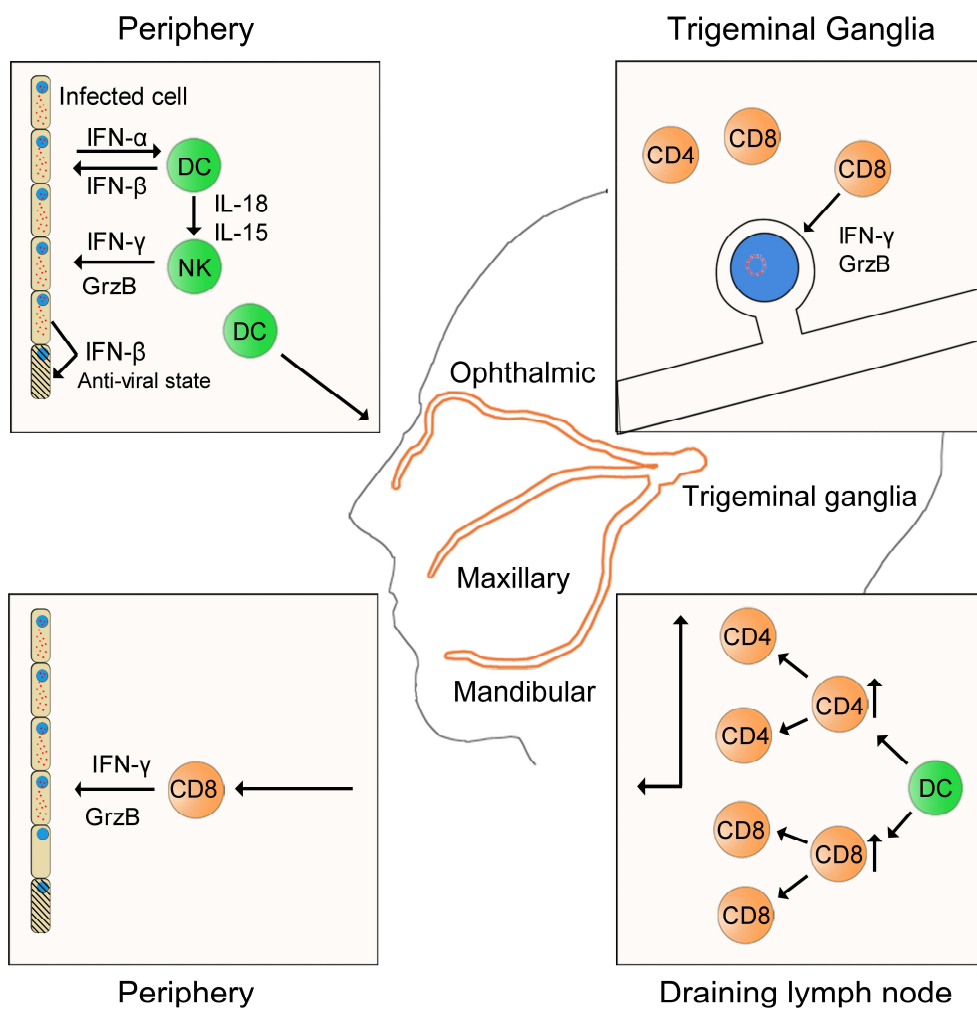 Periphery
Infected cell
IFN-α
DC
IFN-β
IL-18
IL-15
IFN-γ
NK
GrzB
DC
IFN-β
Anti-viral state
Trigeminal Ganglia
CD4
CD8
CD8
IFN-γ
GrzB
Ophthalmic
Trigeminal ganglia
Maxillary
Mandibular
IFN-γ
CD8
GrzB
Periphery
CD4
CD4
CD4
DC
CD8
CD8
CD8
Draining lymph node